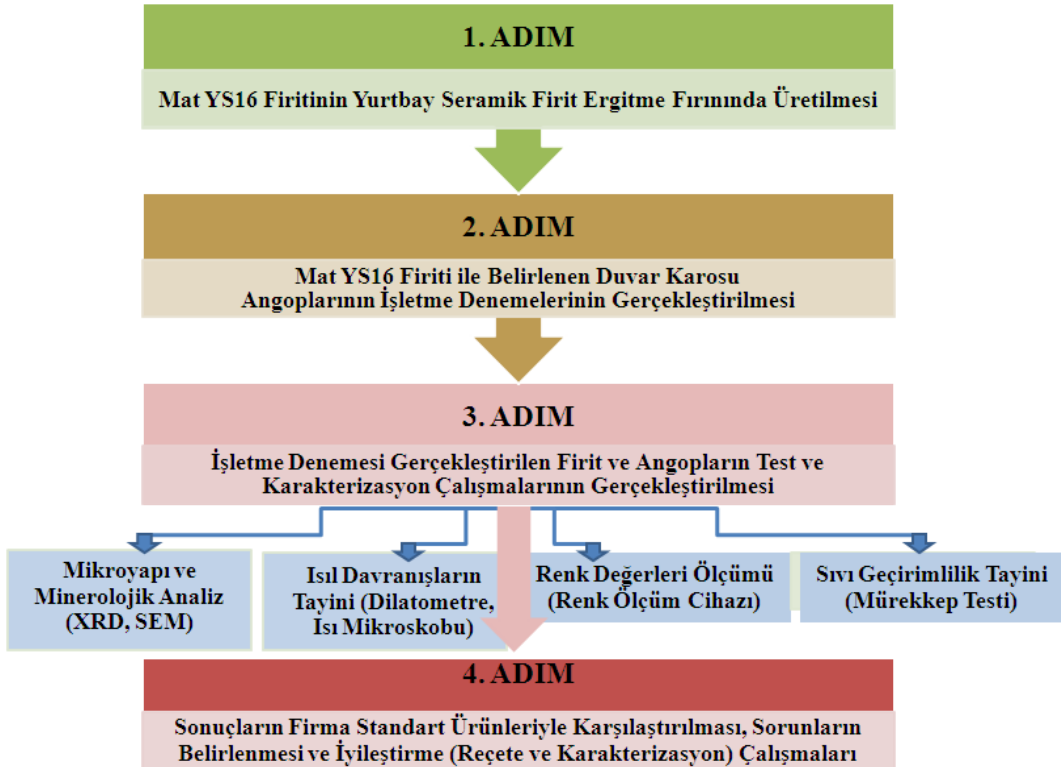 1. ADIM
Mat YS16 Firitinin Yurtbay Seramik Firit Ergitme Fırınında Üretilmesi
2. ADIM
Mat YS16 Firiti ile Belirlenen Duvar Karosu
Angoplarının İşletme Denemelerinin Gerçekleştirilmesi
3. ADIM
İşletme Denemesi Gerçekleştirilen Firit ve Angopların Test ve
Karakterizasyon Çalışmalarının Gerçekleştirilmesi
Mikroyapı ve
Minerolojik Analiz
(XRD, SEM)
Isıl Davranışların
Tayini (Dilatometre,
Isı Mikroskobu)
Renk Değerleri Ölçümü
(Renk Ölçüm Cihazı)
Sıvı Geçirimlilik Tayini
(Mürekkep Testi)
4. ADIM
Sonuçların Firma Standart Ürünleriyle Karşılaştırılması, Sorunların
Belirlenmesi ve İyileştirme (Reçete ve Karakterizasyon) Çalışmaları